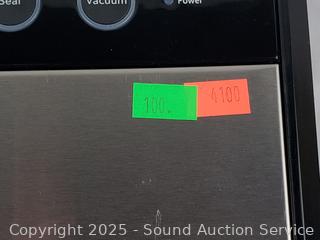 Seal
Vacuum
Power
100.
4100
Copyright 2025 - Sound Auction Service